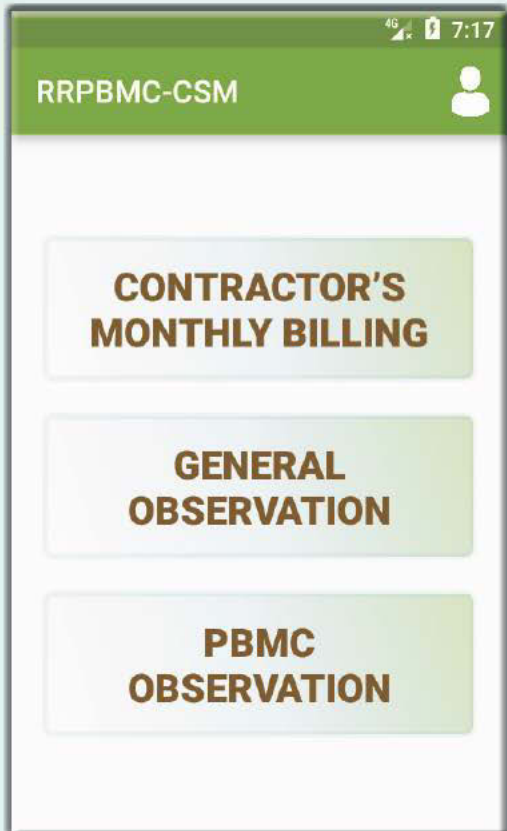 4G 7:17
RRPBMC-CSM
CONTRACTOR'S
MONTHLY BILLING
GENERAL
OBSERVATION
PBMC
OBSERVATION